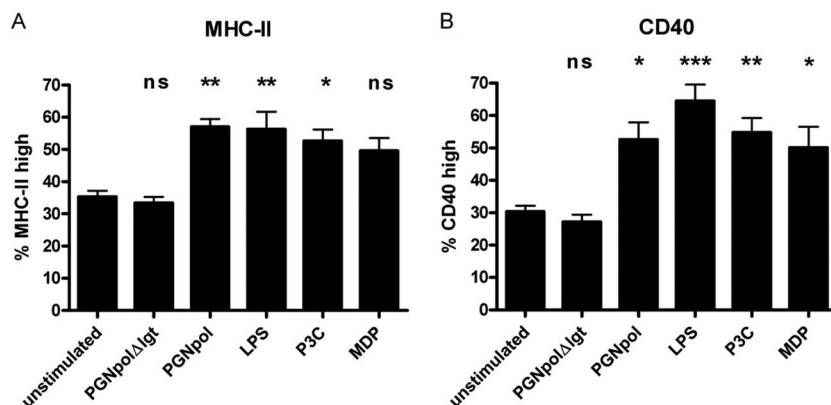 A
MHC-II
ns ** ** * ns
% MHC-II high
70
60
50
40
30
20
10
0
unstimulated
PGNpolΔlgt
PGNpol
LPS
P3C
MDP
B
CD40
ns * *** ** *
% CD40 high
70
60
50
40
30
20
10
0
unstimulated
PGNpolΔlgt
PGNpol
LPS
P3C
MDP